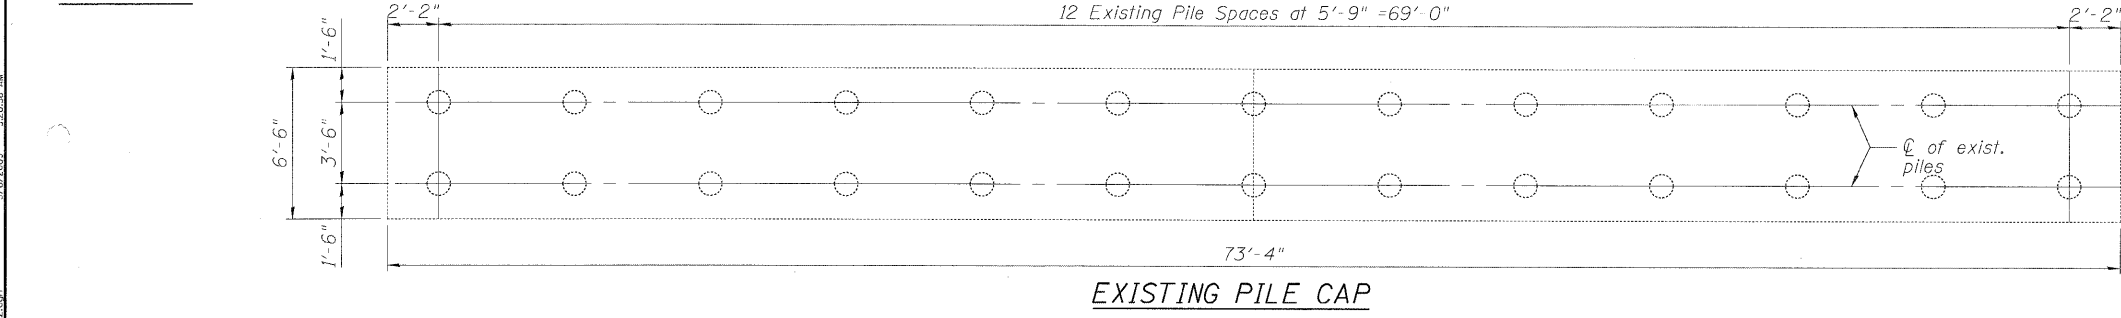 2'-2"
12 Existing Pile Spaces at 5'-9" =69'-0"
2'-2"
1'-6"
6'-6"
3'-6"
1'-6"
℄ of exist.
piles
73'-4"
EXISTING PILE CAP